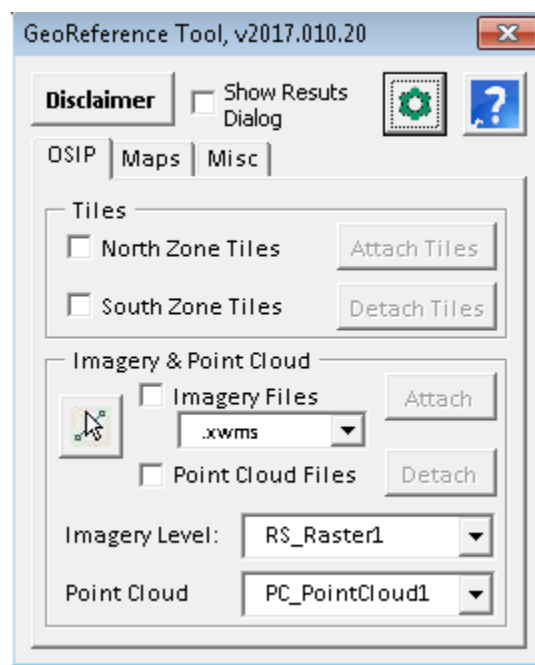 GeoReference Tool, v2017.010.20
Disclaimer
Show Resuts
Dialog
?
OSIP Maps Misc
Tiles
North Zone Tiles Attach Tiles
South Zone Tiles Detach Tiles
Imagery & Point Cloud
Imagery Files Attach
.xwms
Point Cloud Files Detach
Imagery Level: RS_Raster1
Point Cloud PC_PointCloud1